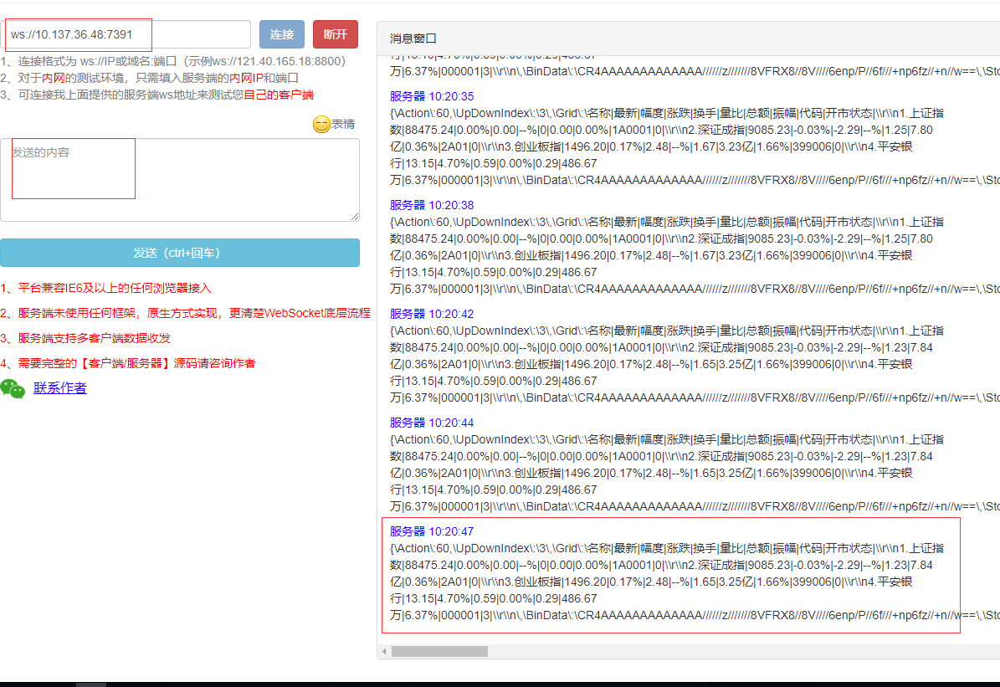 ws://10.137.36.48:7391
连接
断开
1、连接格式为 ws://IP或域名:端口（示例ws://121.40.165.18:8800）
2、对于内网的测试环境，只需填入服务端的内网IP和端口
3、可连接我上面提供的服务端ws地址来测试您自己的客户端
表情
发送的内容
发送（ctrl+回车）
1、平台兼容IE6及以上的任何浏览器接入
2、服务端未使用任何框架，原生方式实现，更清楚WebSocket底层流程
3、服务端支持多客户端数据收发
4、需要完整的【客户端/服务器】源码请咨询作者
联系作者
消息窗口
行|13.15|4.70%|0.59|0.00%|0.29|486.67
万|6.37%|000001|3|\\r\\n\,\BinData\:\CR4AAAAAAAAAAAAA//////z///////8VFRX8//8V////6enp/P//6f///+np6fz//+n//w==\,\Sto
服务器 10:20:35
{\Action\:60,\UpDownIndex\:\3\,\Grid\:\名称|最新|幅度|涨跌|换手|量比|总额|振幅|代码|开市状态|\\r\\n1.上证指
数|88475.24|0.00%|0.00|--%|0|0.00|0.00%|1A0001|0|\\r\\n2.深证成指|9085.23|-0.03%|-2.29|--%|1.25|7.80
亿|0.36%|2A01|0|\\r\\n3.创业板指|1496.20|0.17%|2.48|--%|1.67|3.23亿|1.66%|399006|0|\\r\\n4.平安银
行|13.15|4.70%|0.59|0.00%|0.29|486.67
万|6.37%|000001|3|\\r\\n\,\BinData\:\CR4AAAAAAAAAAAAA//////z///////8VFRX8//8V////6enp/P//6f///+np6fz//+n//w==\,\Sto
服务器 10:20:38
{\Action\:60,\UpDownIndex\:\3\,\Grid\:\名称|最新|幅度|涨跌|换手|量比|总额|振幅|代码|开市状态|\\r\\n1.上证指
数|88475.24|0.00%|0.00|--%|0|0.00|0.00%|1A0001|0|\\r\\n2.深证成指|9085.23|-0.03%|-2.29|--%|1.25|7.80
亿|0.36%|2A01|0|\\r\\n3.创业板指|1496.20|0.17%|2.48|--%|1.67|3.23亿|1.66%|399006|0|\\r\\n4.平安银
行|13.15|4.70%|0.59|0.00%|0.29|486.67
万|6.37%|000001|3|\\r\\n\,\BinData\:\CR4AAAAAAAAAAAAA//////z///////8VFRX8//8V////6enp/P//6f///+np6fz//+n//w==\,\Sto
服务器 10:20:42
{\Action\:60,\UpDownIndex\:\3\,\Grid\:\名称|最新|幅度|涨跌|换手|量比|总额|振幅|代码|开市状态|\\r\\n1.上证指
数|88475.24|0.00%|0.00|--%|0|0.00|0.00%|1A0001|0|\\r\\n2.深证成指|9085.23|-0.03%|-2.29|--%|1.23|7.84
亿|0.36%|2A01|0|\\r\\n3.创业板指|1496.20|0.17%|2.48|--%|1.65|3.25亿|1.66%|399006|0|\\r\\n4.平安银
行|13.15|4.70%|0.59|0.00%|0.29|486.67
万|6.37%|000001|3|\\r\\n\,\BinData\:\CR4AAAAAAAAAAAAA//////z///////8VFRX8//8V////6enp/P//6f///+np6fz//+n//w==\,\Sto
服务器 10:20:44
{\Action\:60,\UpDownIndex\:\3\,\Grid\:\名称|最新|幅度|涨跌|换手|量比|总额|振幅|代码|开市状态|\\r\\n1.上证指
数|88475.24|0.00%|0.00|--%|0|0.00|0.00%|1A0001|0|\\r\\n2.深证成指|9085.23|-0.03%|-2.29|--%|1.23|7.84
亿|0.36%|2A01|0|\\r\\n3.创业板指|1496.20|0.17%|2.48|--%|1.65|3.25亿|1.66%|399006|0|\\r\\n4.平安银
行|13.15|4.70%|0.59|0.00%|0.29|486.67
万|6.37%|000001|3|\\r\\n\,\BinData\:\CR4AAAAAAAAAAAAA//////z///////8VFRX8//8V////6enp/P//6f///+np6fz//+n//w==\,\Sto
服务器 10:20:47
{\Action\:60,\UpDownIndex\:\3\,\Grid\:\名称|最新|幅度|涨跌|换手|量比|总额|振幅|代码|开市状态|\\r\\n1.上证指
数|88475.24|0.00%|0.00|--%|0|0.00|0.00%|1A0001|0|\\r\\n2.深证成指|9085.23|-0.03%|-2.29|--%|1.23|7.84
亿|0.36%|2A01|0|\\r\\n3.创业板指|1496.20|0.17%|2.48|--%|1.65|3.25亿|1.66%|399006|0|\\r\\n4.平安银
行|13.15|4.70%|0.59|0.00%|0.29|486.67
万|6.37%|000001|3|\\r\\n\,\BinData\:\CR4AAAAAAAAAAAAA//////z///////8VFRX8//8V////6enp/P//6f///+np6fz//+n//w==\,\Sto